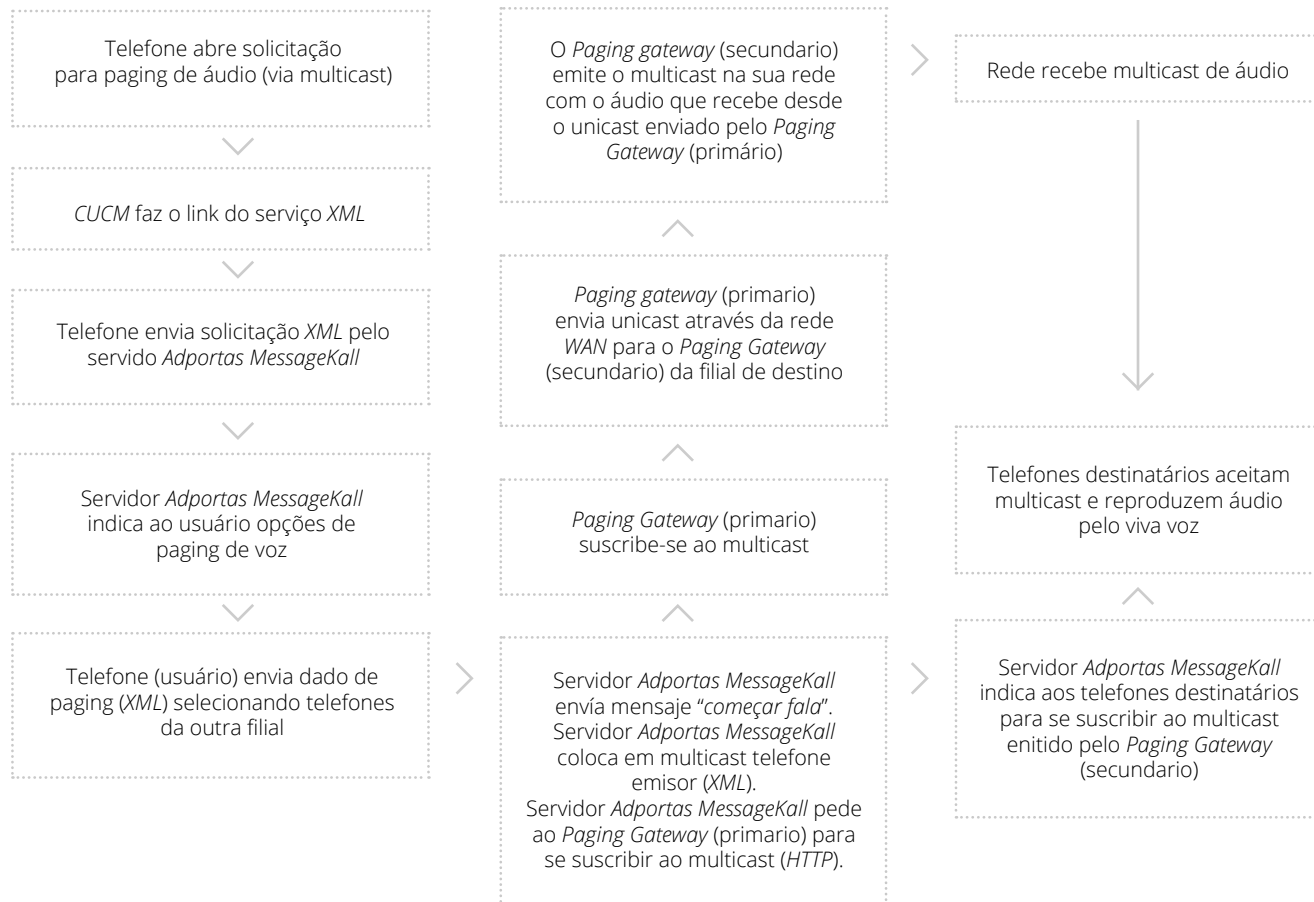 Telefone abre solicitação
para paging de áudio (via multicast)
CUCM faz o link do serviço XML
Telefone envia solicitação XML pelo
servido Adportas MessageKall
Servidor Adportas MessageKall
indica ao usuário opções de
paging de voz
Telefone (usuário) envia dado de
paging (XML) selecionando telefones
da outra filial
Servidor Adportas MessageKall
envía mensaje “começar fala”.
Servidor Adportas MessageKall
coloca em multicast telefone
emisor (XML).
Servidor Adportas MessageKall pede
ao Paging Gateway (primario) para
se suscribir ao multicast (HTTP).
Paging Gateway (primario)
suscribe-se ao multicast
Paging gateway (primario)
envia unicast através da rede
WAN para o Paging Gateway
(secundario) da filial de destino
O Paging gateway (secundario)
emite o multicast na sua rede
com o áudio que recebe desde
o unicast enviado pelo Paging
Gateway (primário)
Rede recebe multicast de áudio
Telefones destinatários aceitam
multicast e reproduzem áudio
pelo viva voz
Servidor Adportas MessageKall
indica aos telefones destinatários
para se suscribir ao multicast
enitido pelo Paging Gateway
(secundario)